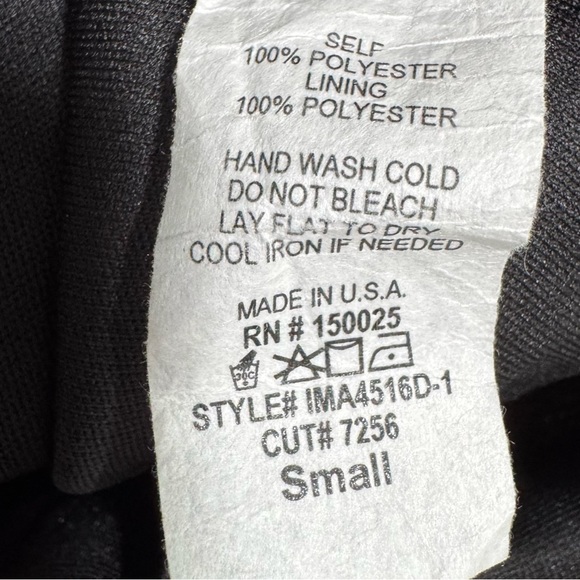 SELF
100% POLYESTER
LINING
100% POLYESTER
HAND WASH COLD
DO NOT BLEACH
LAY FLAT TO DRY
COOL IRON IF NEEDED
MADE IN U.S.A.
RN # 150025
30C
STYLE# IMA4516D-1
CUT# 7256
Small